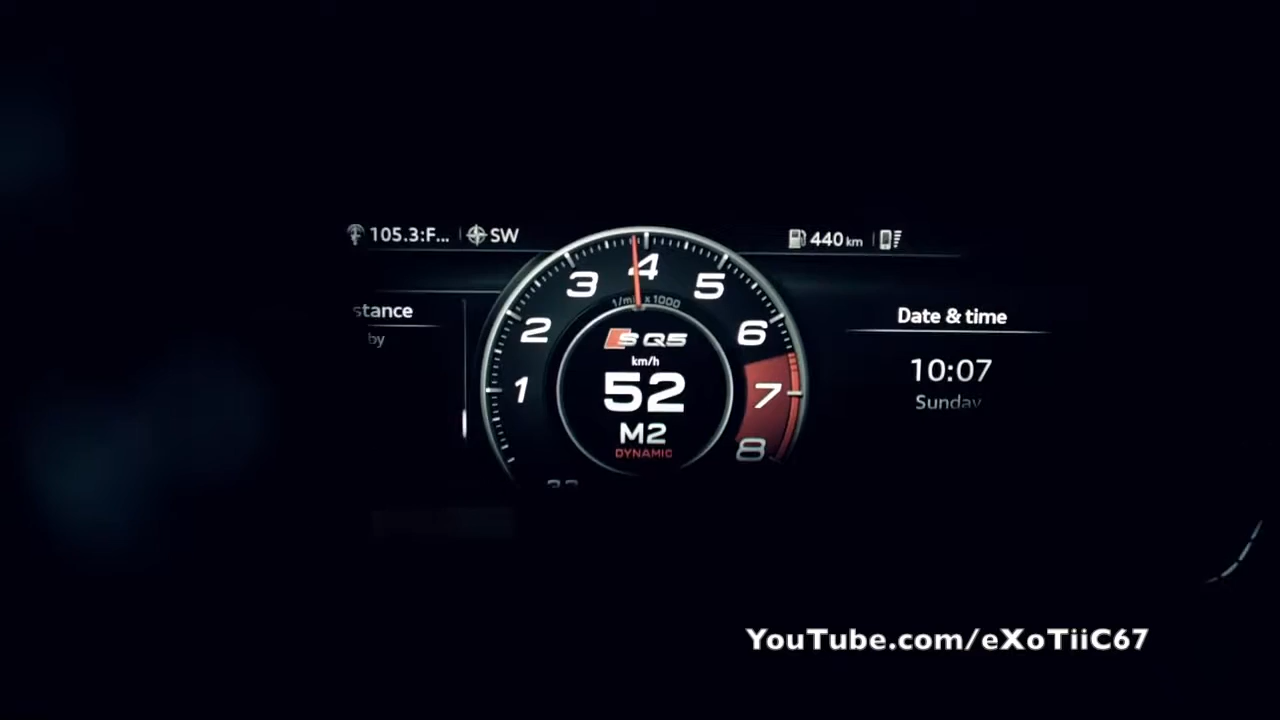 105.3:F... SW
440 km
stance
by
1 2 3 4 5 6 7 8
1/min x 1000
SQ5
km/h
52
M2
DYNAMIC
Date & time
10:07
Sunday
YouTube.com/eXoTiiC67